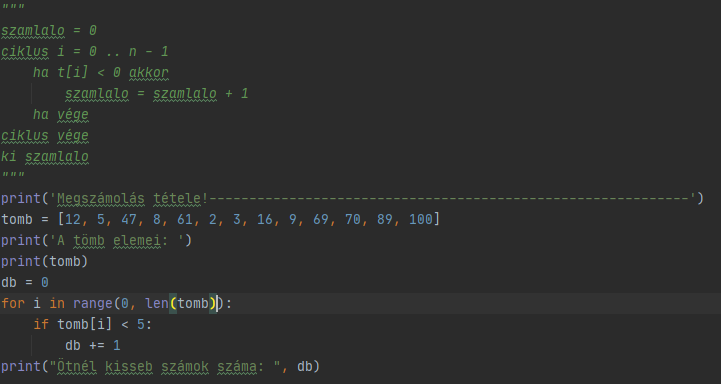 """
szamlalo = 0
ciklus i = 0 .. n - 1
    ha t[i] < 0 akkor
        szamlalo = szamlalo + 1
    ha vége
ciklus vége
ki szamlalo
"""
print('Megszámolás tétele!------------------------------------------------------------')
tomb = [12, 5, 47, 8, 61, 2, 3, 16, 9, 69, 70, 89, 100]
print('A tömb elemei: ')
print(tomb)
db = 0
for i in range(0, len(tomb)):
    if tomb[i] < 5:
        db += 1
print("Ötnél kisseb számok száma: ", db)